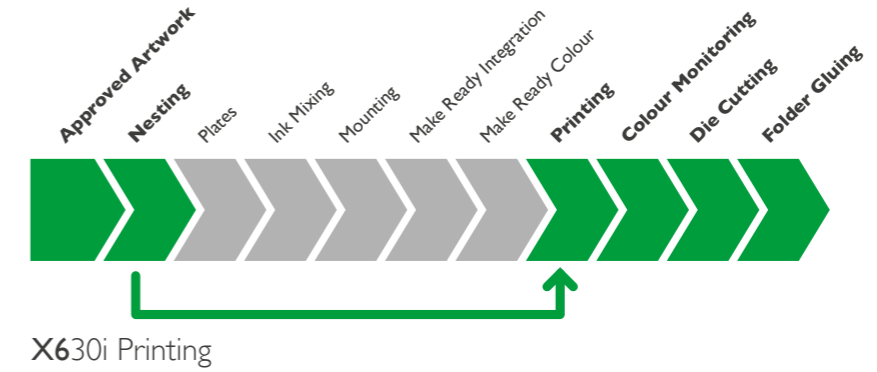 Approved Artwork
Nesting
Plates
Ink Mixing
Mounting
Make Ready Integration
Make Ready Colour
Printing
Colour Monitoring
Die Cutting
Folder Gluing
X630i Printing